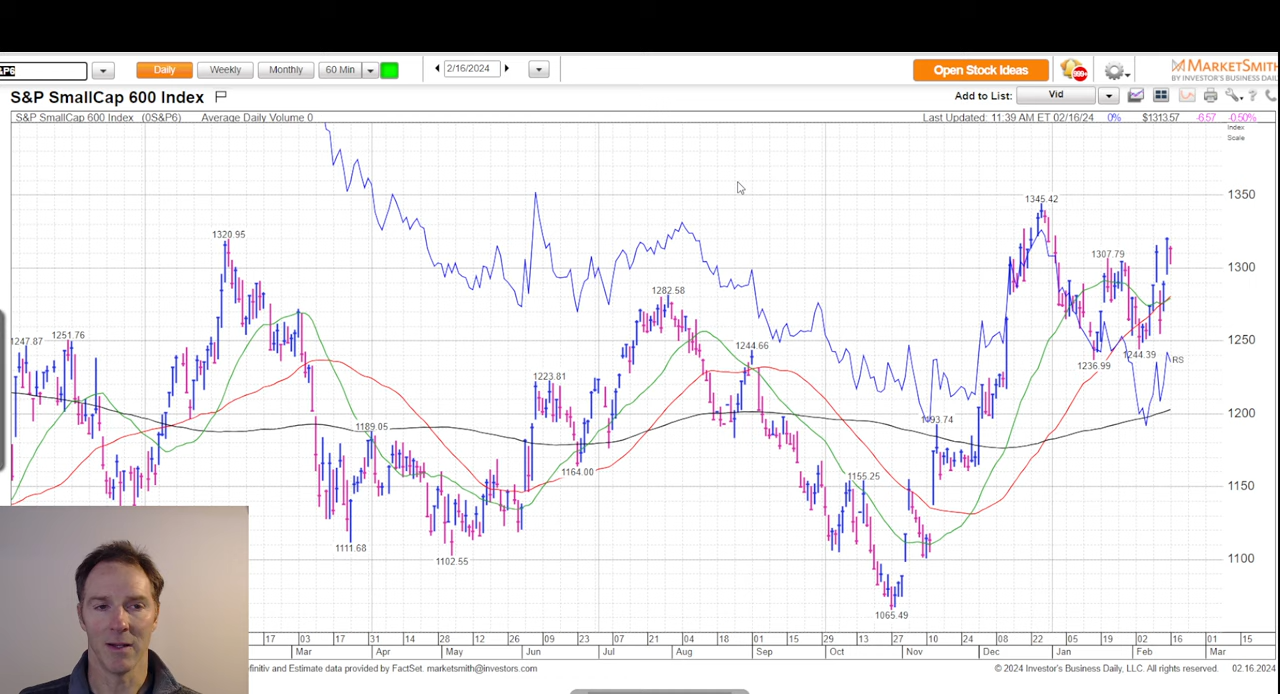 &P6
Daily
Weekly
Monthly
60 Min
2/16/2024
Open Stock Ideas
999+
MARKETSMITH
BY INVESTOR'S BUSINESS DAILY
S&P SmallCap 600 Index
Add to List:
Vid
S&P SmallCap 600 Index (0S&P6) Average Daily Volume 0
Last Updated: 11:39 AM ET 02/16/24 0% $1313.57 -6.57 -0.50%
Index
Scale
1350
1345.42
1320.95
1307.79
1300
1282.58
1251.76
1247.87
1250
1244.66
1244.39
RS
1236.99
1223.81
1200
1193.74
1189.05
1164.00
1155.25
1150
1111.68
1102.55
1100
1065.49
17 03 17 31 14 28 12 26 09 23 07 21 04 18 01 15 29 13 27 10 24 08 22 05 19 02 16 01 15
Mar Apr May Jun Jul Aug Sep Oct Nov Dec Jan Feb Mar
efinitiv and Estimate data provided by FactSet. marketsmith@investors.com
© 2024 Investor's Business Daily, LLC. All rights reserved. 02.16.2024